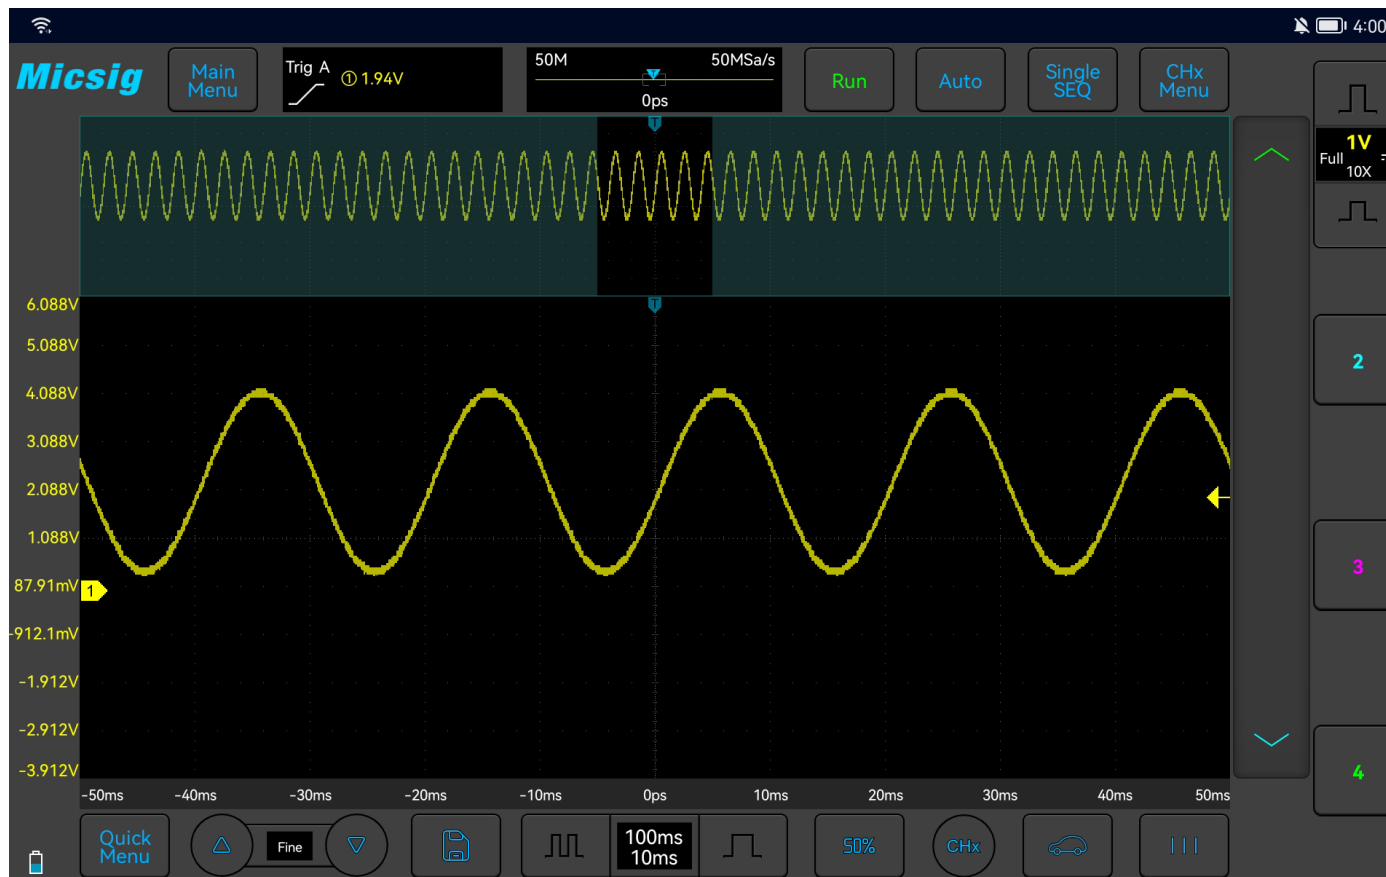 4:00
Micsig
Main
Menu
Trig A
① 1.94V
50M
50MSa/s
T
0ps
Run
Auto
Single
SEQ
CHx
Menu
T
1V
Full
10X
T
6.088V
5.088V
4.088V
3.088V
2.088V
1.088V
87.91mV
1
-912.1mV
-1.912V
-2.912V
-3.912V
2
3
4
-50ms
-40ms
-30ms
-20ms
-10ms
0ps
10ms
20ms
30ms
40ms
50ms
Quick
Menu
Fine
100ms
10ms
50%
CHx